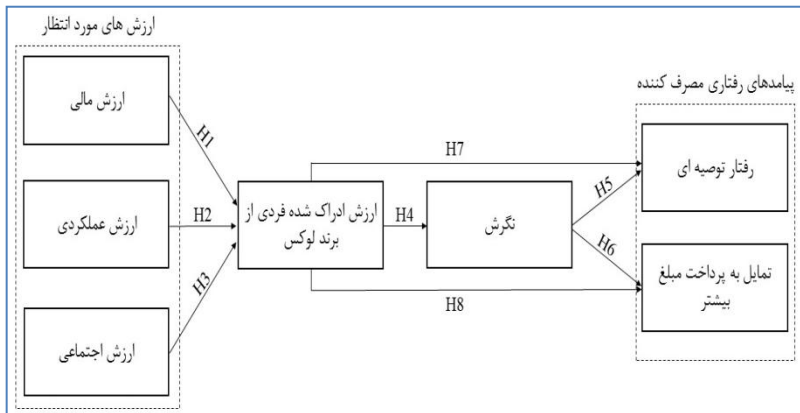 ارزش های مورد انتظار
ارزش مالی
ارزش عملکردی
ارزش اجتماعی
H1
H2
H3
ارزش ادراک شده فردی از
برند لوکس
H4
نگرش
H7
H8
H5
H6
پیامدهای رفتاری مصرف کننده
رفتار توصیه ای
تمایل به پرداخت مبلغ
بیشتر